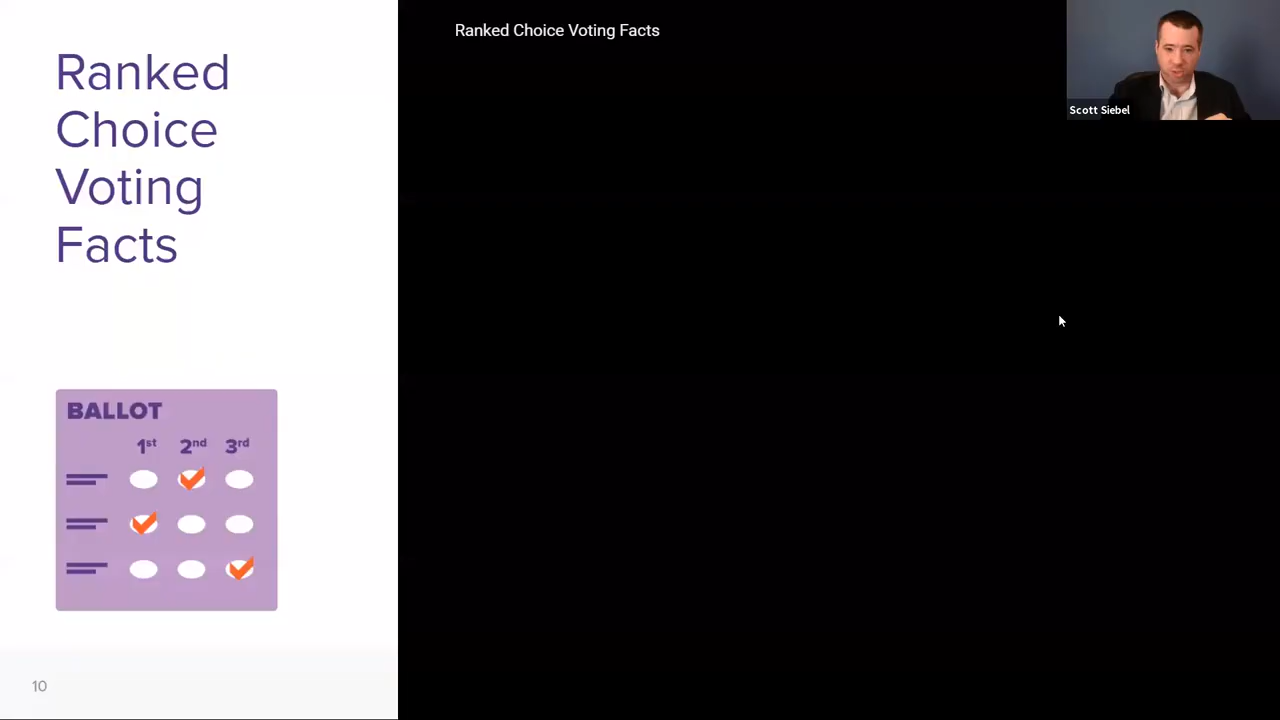 Ranked
Choice
Voting
Facts
BALLOT
1st 2nd 3rd
10
Ranked Choice Voting Facts
Scott Siebel